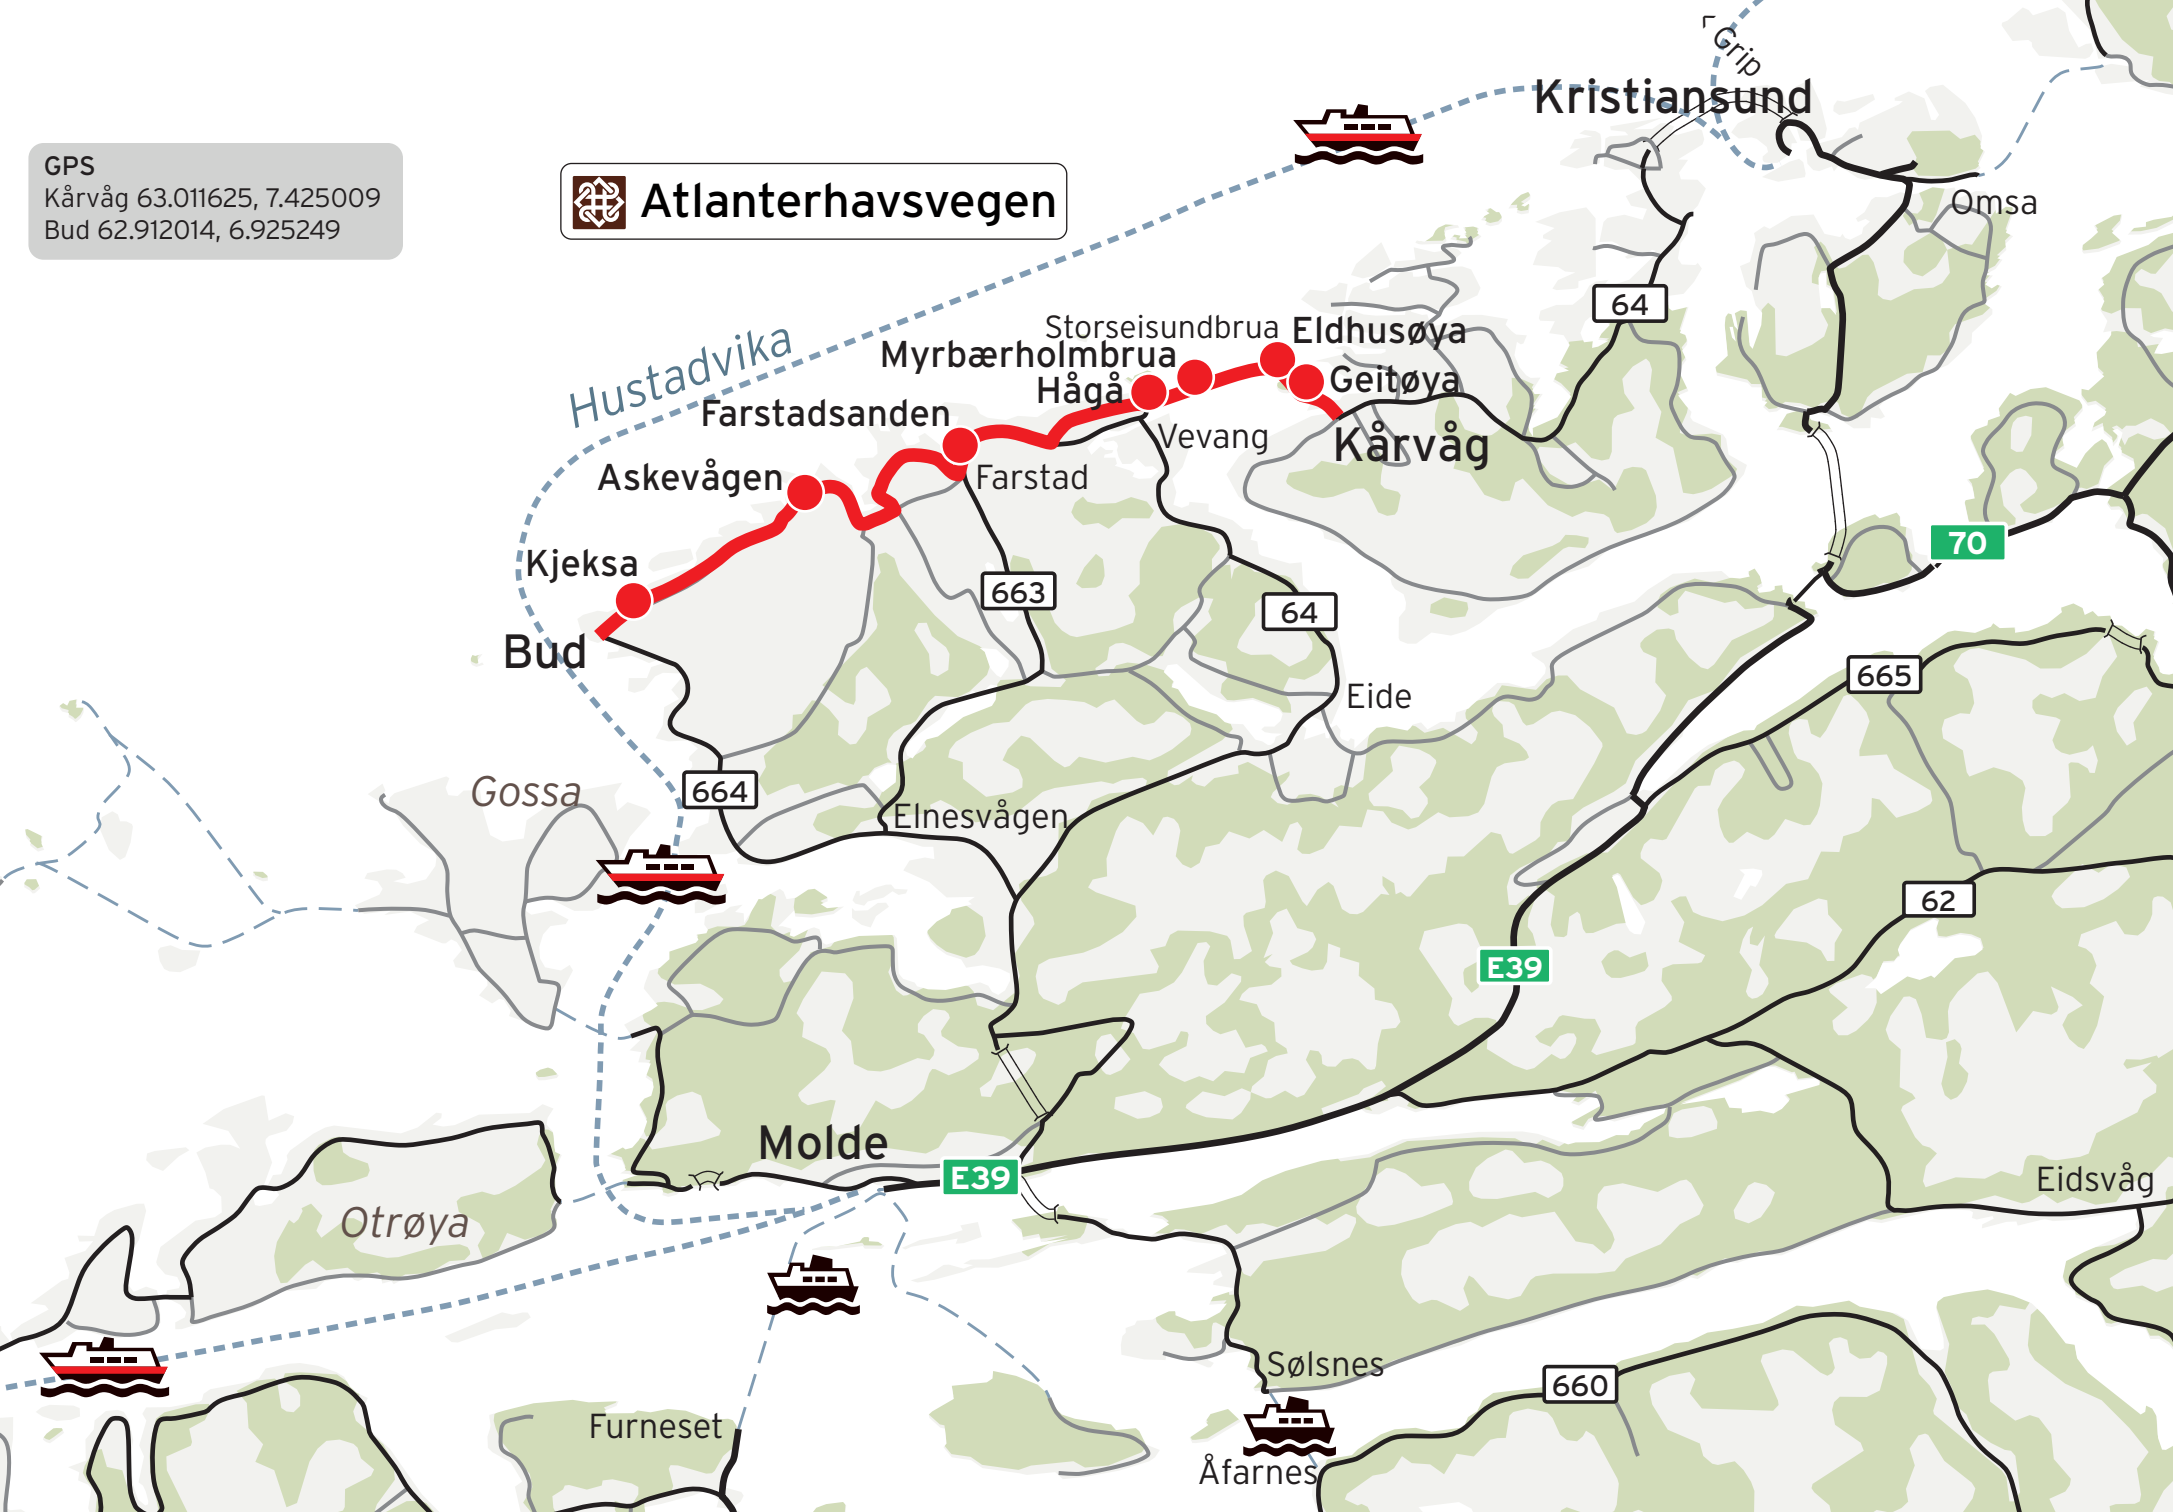 ‹ Grip
Kristiansund
GPS
Kårvåg 63.011625, 7.425009
Bud 62.912014, 6.925249
Atlanterhavsvegen
Omsa
64
Hustadvika
Storseisundbrua
Eldhusøya
Myrbærholmbrua
Hågå
Geitøya
Farstadsanden
Vevang
Kårvåg
Askevågen
Farstad
70
Kjeksa
663
64
Bud
665
Eide
Gossa
664
Elnesvågen
62
E39
Molde
E39
Eidsvåg
Otrøya
Sølsnes
660
Furneset
Åfarnes